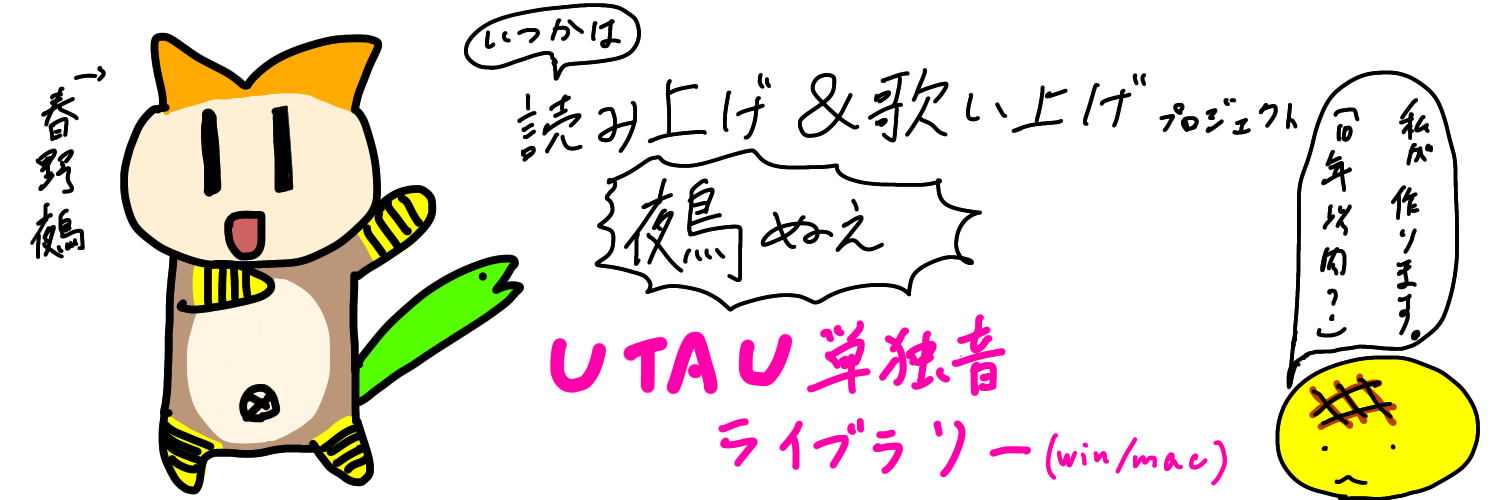 →
春野鵺
いつかは
読み上げ&歌い上げプロジェクト
鵺ぬえ
UTAU単独音
ライブラリー(win/mac)
私が作ります。
(10年以内?)